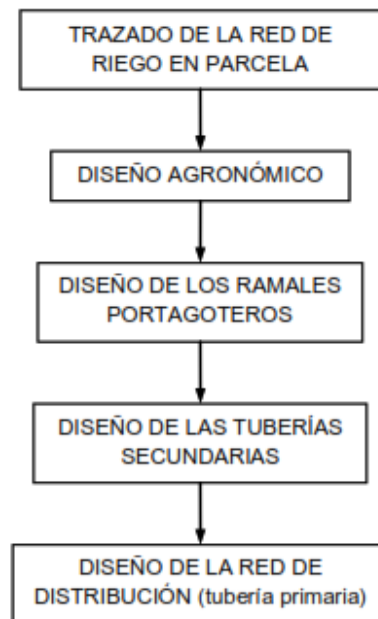 TRAZADO DE LA RED DE
RIEGO EN PARCELA
DISEÑO AGRONÓMICO
DISEÑO DE LOS RAMALES
PORTAGOTEROS
DISEÑO DE LAS TUBERÍAS
SECUNDARIAS
DISEÑO DE LA RED DE
DISTRIBUCIÓN (tubería primaria)